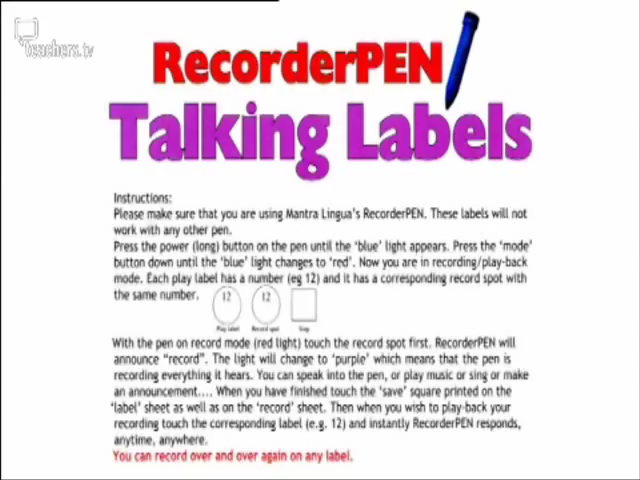 Teachers.tv
RecorderPEN
Talking Labels
Instructions:
Please make sure that you are using Mantra Lingua's RecorderPEN. These labels will not
work with any other pen.
Press the power (long) button on the pen until the 'blue' light appears. Press the 'mode'
button down until the 'blue' light changes to 'red'. Now you are in recording/play-back
mode. Each play label has a number (eg 12) and it has a corresponding record spot with
the same number.
12 12
Play label Record spot
With the pen on record mode (red light) touch the record spot first. RecorderPEN will
announce "record". The light will change to 'purple' which means that the pen is
recording everything it hears. You can speak into the pen, or play music or sing or make
an announcement.... When you have finished touch the 'save' square printed on the
'label' sheet as well as on the 'record' sheet. Then when you wish to play-back your
recording touch the corresponding label (e.g. 12) and instantly RecorderPEN responds,
anytime, anywhere.
You can record over and over again on any label.